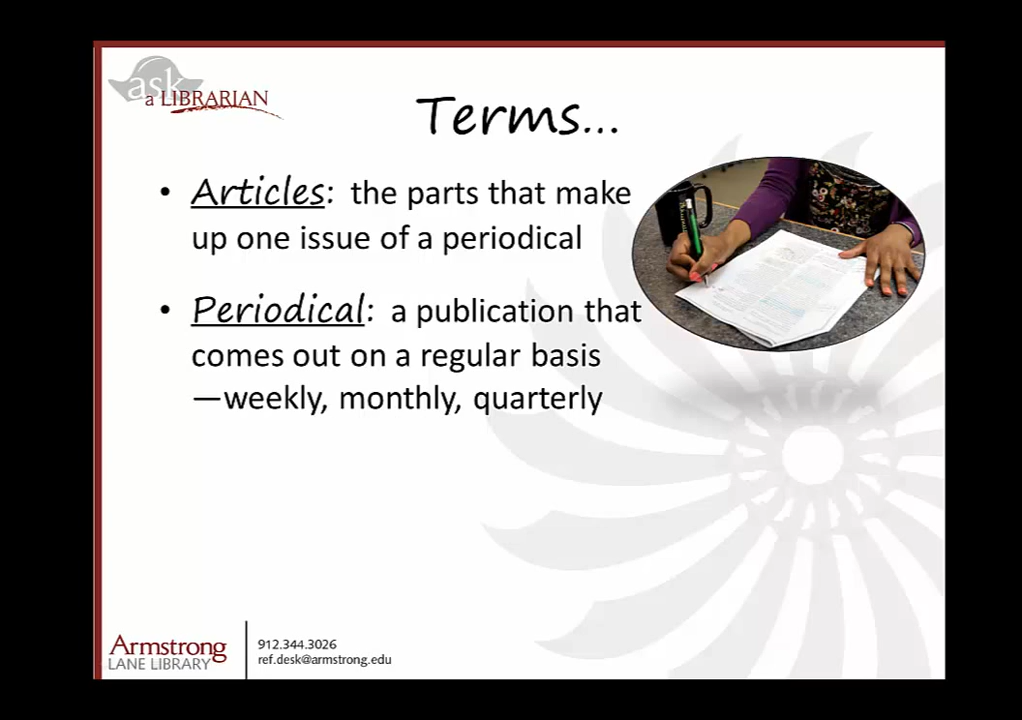 ask
a LIBRARIAN
Terms...
• Articles: the parts that make
up one issue of a periodical
• Periodical: a publication that
comes out on a regular basis
—weekly, monthly, quarterly
Armstrong
LANE LIBRARY
912.344.3026
ref.desk@armstrong.edu